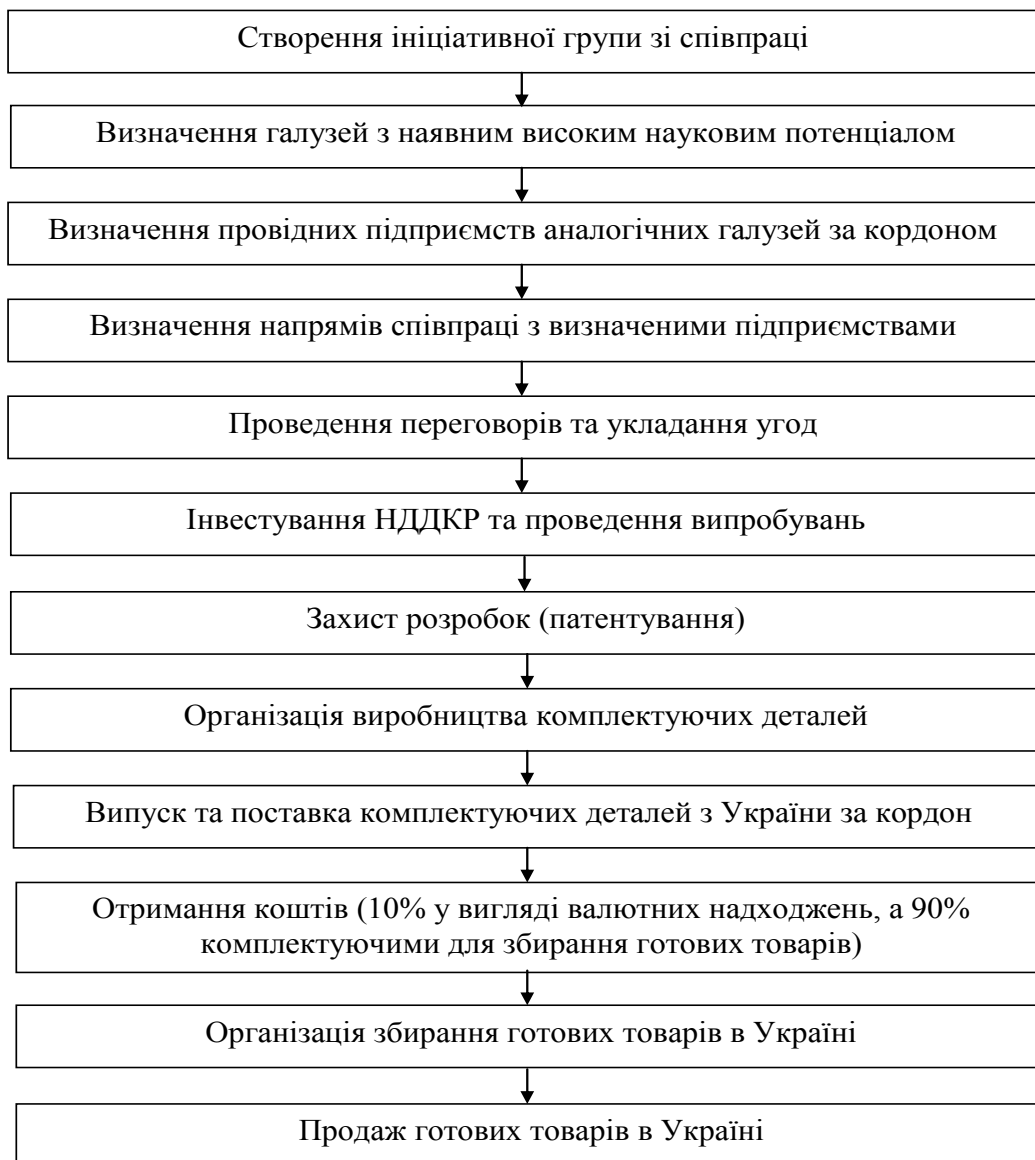 Створення ініціативної групи зі співпраці
Визначення галузей з наявним високим науковим потенціалом
Визначення провідних підприємств аналогічних галузей за кордоном
Визначення напрямів співпраці з визначеними підприємствами
Проведення переговорів та укладання угод
Інвестування НДДКР та проведення випробувань
Захист розробок (патентування)
Організація виробництва комплектуючих деталей
Випуск та поставка комплектуючих деталей з України за кордон
Отримання коштів (10% у вигляді валютних надходжень, а 90%
комплектуючими для збирання готових товарів)
Організація збирання готових товарів в Україні
Продаж готових товарів в Україні